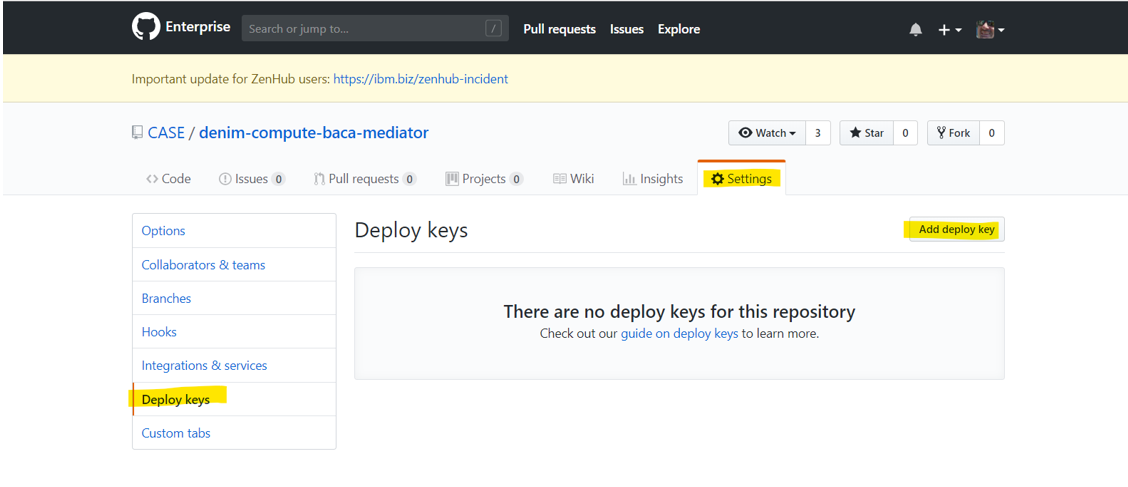 Enterprise Search or jump to... / Pull requests Issues Explore
Important update for ZenHub users: https://ibm.biz/zenhub-incident
CASE / denim-compute-baca-mediator Watch 3 Star 0 Fork 0
Code Issues 0 Pull requests 0 Projects 0 Wiki Insights Settings
Options
Collaborators & teams
Branches
Hooks
Integrations & services
Deploy keys
Custom tabs
Deploy keys Add deploy key
There are no deploy keys for this repository
Check out our guide on deploy keys to learn more.